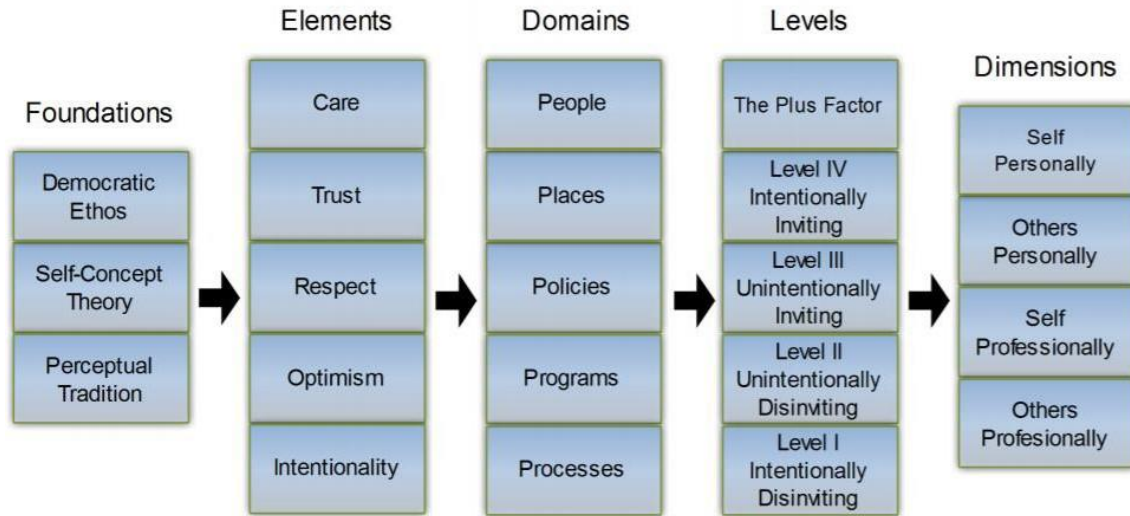 Foundations
Democratic
Ethos
Self-Concept
Theory
Perceptual
Tradition
Elements
Care
Trust
Respect
Optimism
Intentionality
Domains
People
Places
Policies
Programs
Processes
Levels
The Plus Factor
Level IV
Intentionally
Inviting
Level III
Unintentionally
Inviting
Level II
Unintentionally
Disinviting
Level I
Intentionally
Disinviting
Dimensions
Self
Personally
Others
Personally
Self
Professionally
Others
Profesionally